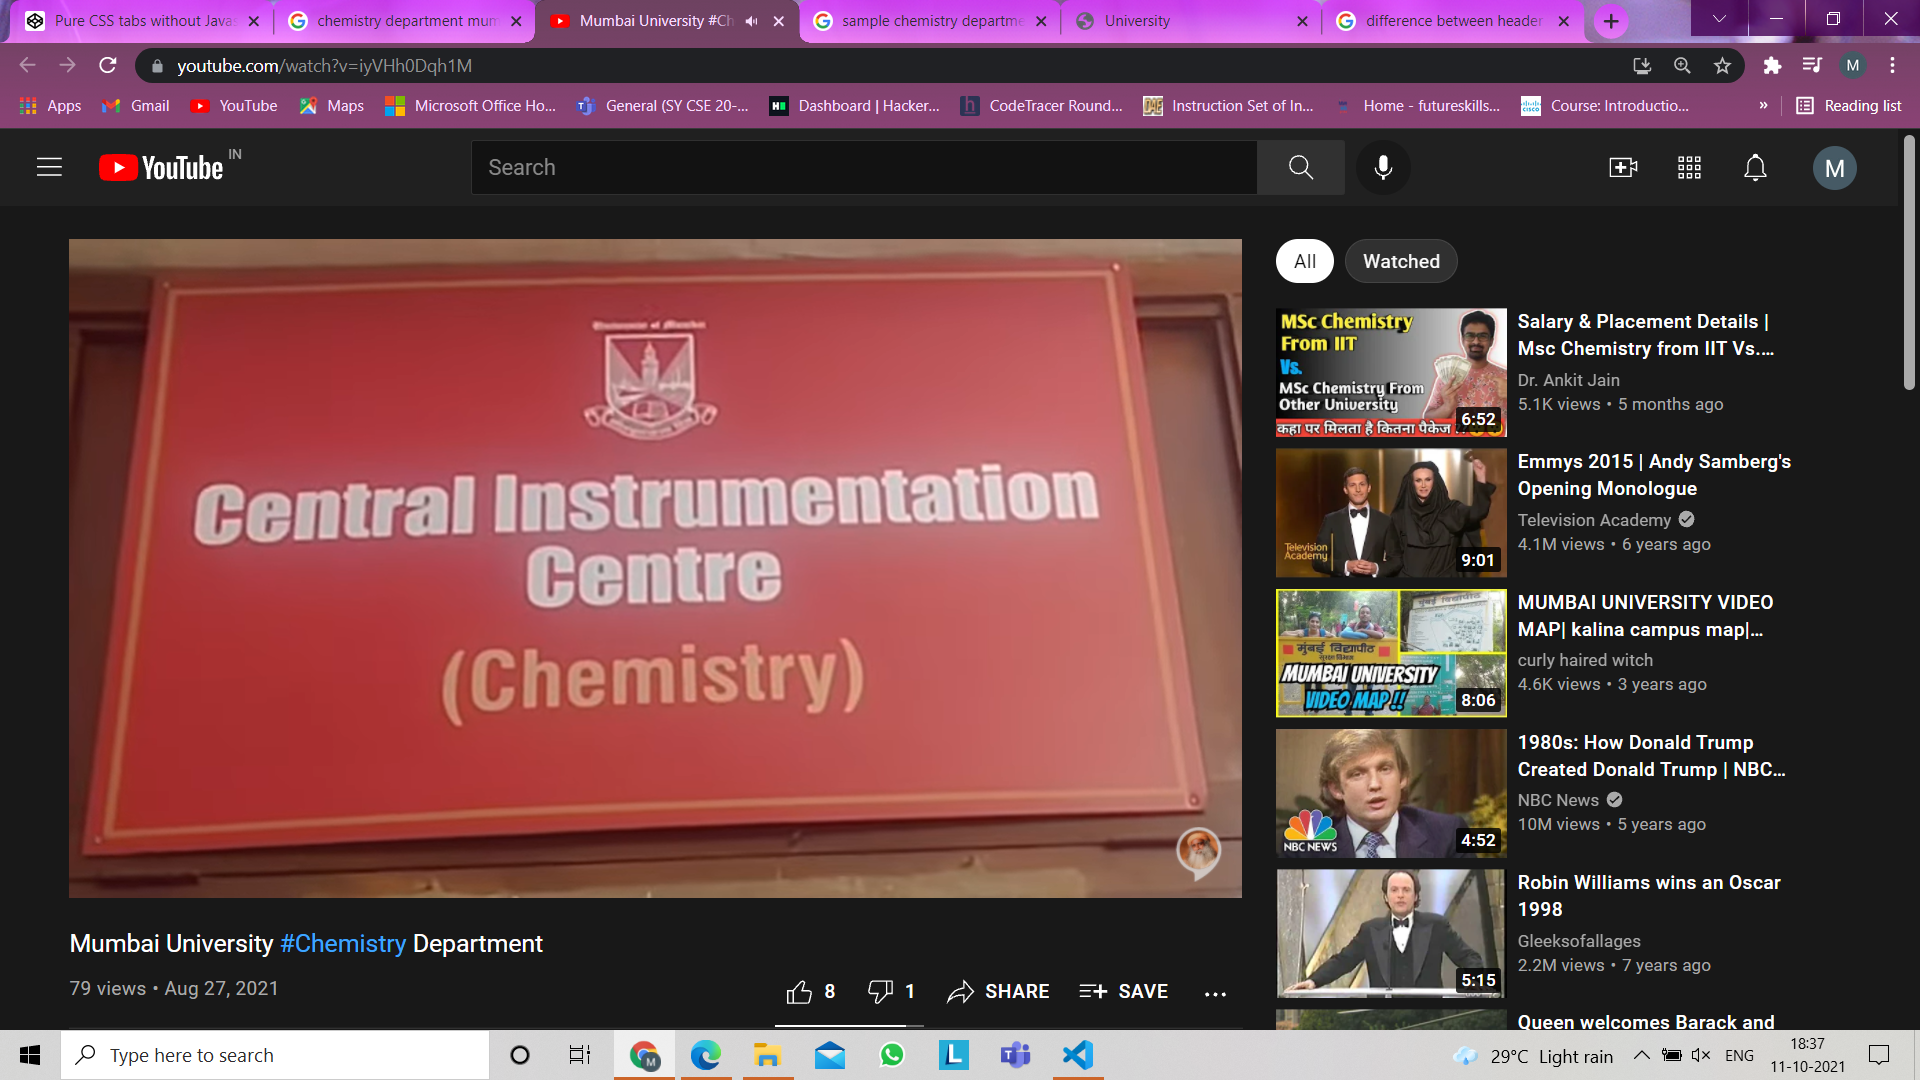 Pure CSS tabs without Javas
chemistry department mum
Mumbai University #Ch
sample chemistry departme
University
difference between header
youtube.com/watch?v=iyVHh0Dqh1M
M
Apps
Gmail
YouTube
Maps
Microsoft Office Ho...
General (SY CSE 20-...
Dashboard | Hacker...
CodeTracer Round...
Instruction Set of In...
Home - futureskills...
Course: Introductio...
»
Reading list
YouTube IN
Search
M
University of Mumbai
Central Instrumentation
Centre
(Chemistry)
Mumbai University #Chemistry Department
79 views • Aug 27, 2021
8
1
SHARE
SAVE
All
Watched
MSc Chemistry
From IIT
Vs.
MSc Chemistry From
Other University
कहा पर मिलता है कितना पैकेज
6:52
Salary & Placement Details |
Msc Chemistry from IIT Vs....
Dr. Ankit Jain
5.1K views • 5 months ago
Television
Academy
9:01
Emmys 2015 | Andy Samberg's
Opening Monologue
Television Academy
4.1M views • 6 years ago
मुंबई विद्यापीठ
MUMBAI UNIVERSITY
VIDEO MAP!!
8:06
MUMBAI UNIVERSITY VIDEO
MAP| kalina campus map|...
curly haired witch
4.6K views • 3 years ago
NBC NEWS
4:52
1980s: How Donald Trump
Created Donald Trump | NBC...
NBC News
10M views • 5 years ago
5:15
Robin Williams wins an Oscar
1998
Gleeksofallages
2.2M views • 7 years ago
Queen welcomes Barack and
Type here to search
29°C Light rain
ENG
18:37
11-10-2021